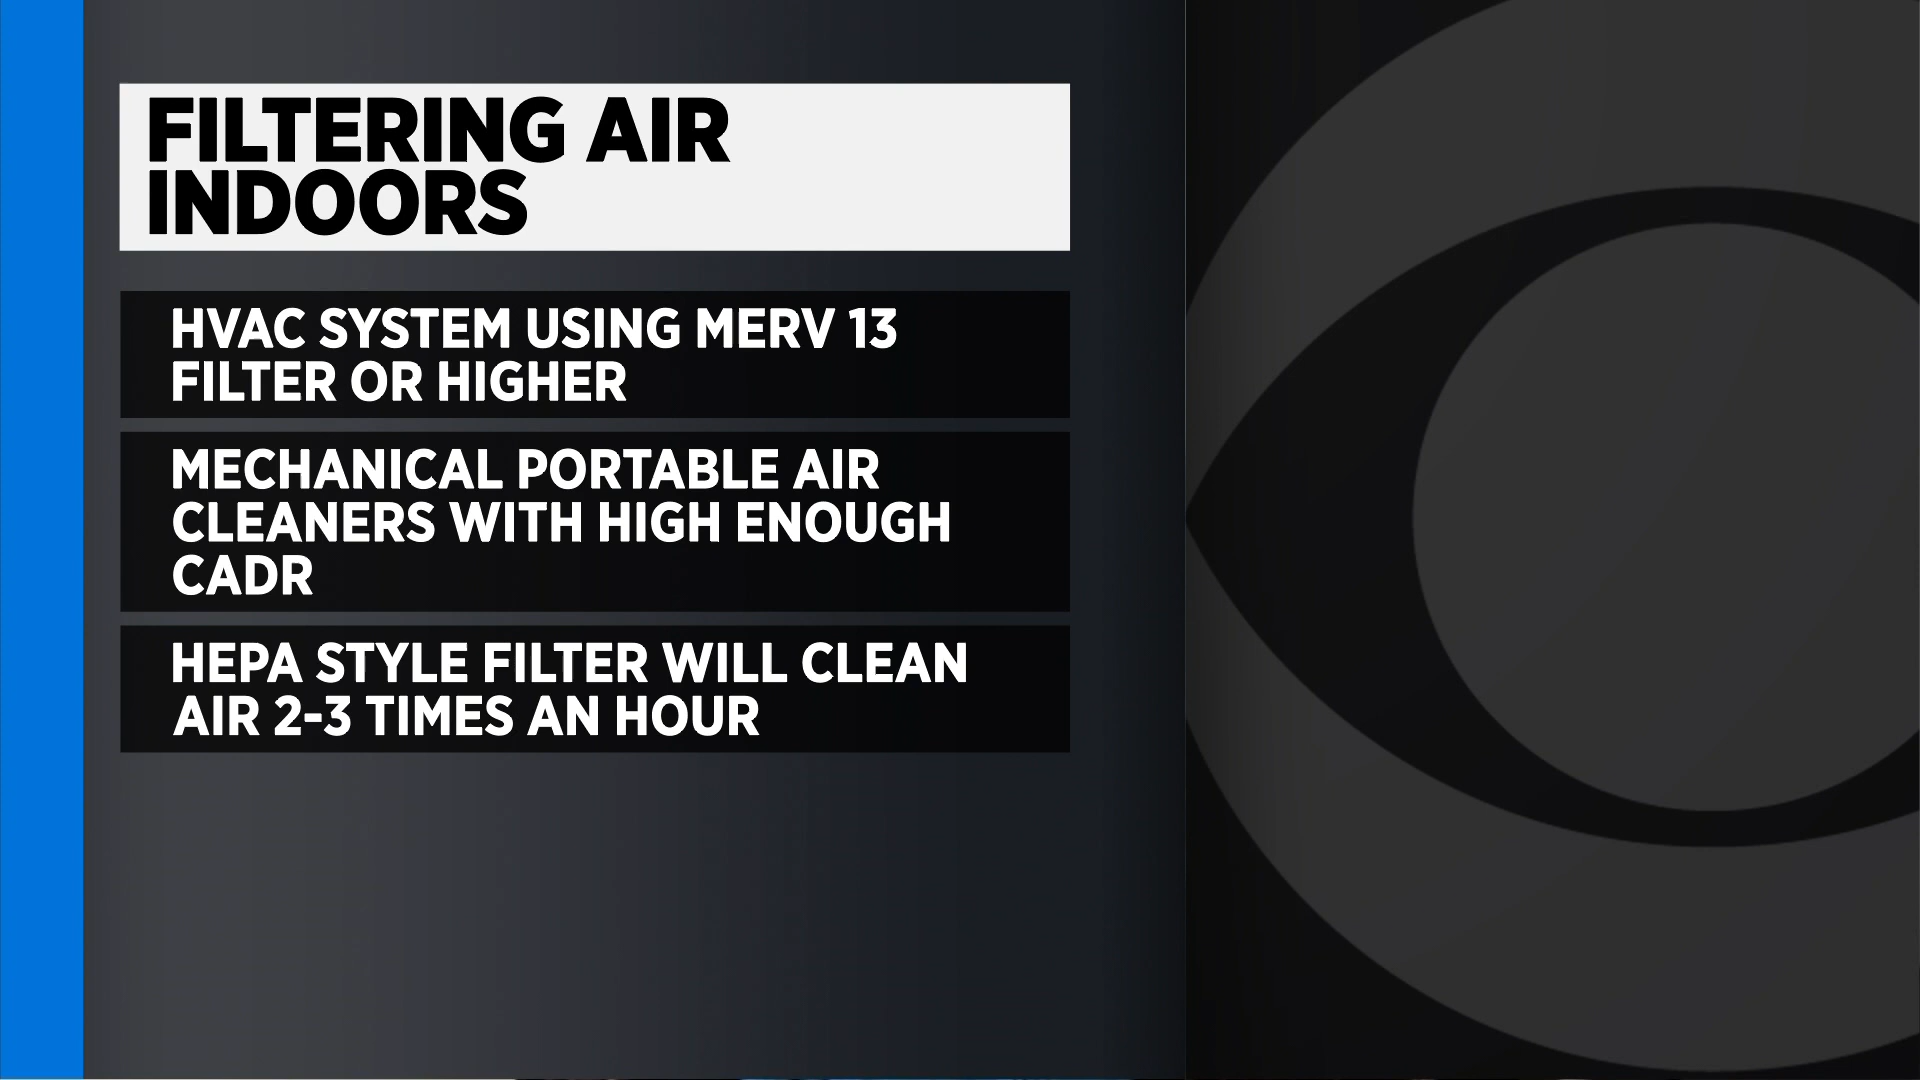 FILTERING AIR
INDOORS
HVAC SYSTEM USING MERV 13
FILTER OR HIGHER
MECHANICAL PORTABLE AIR
CLEANERS WITH HIGH ENOUGH
CADR
HEPA STYLE FILTER WILL CLEAN
AIR 2-3 TIMES AN HOUR